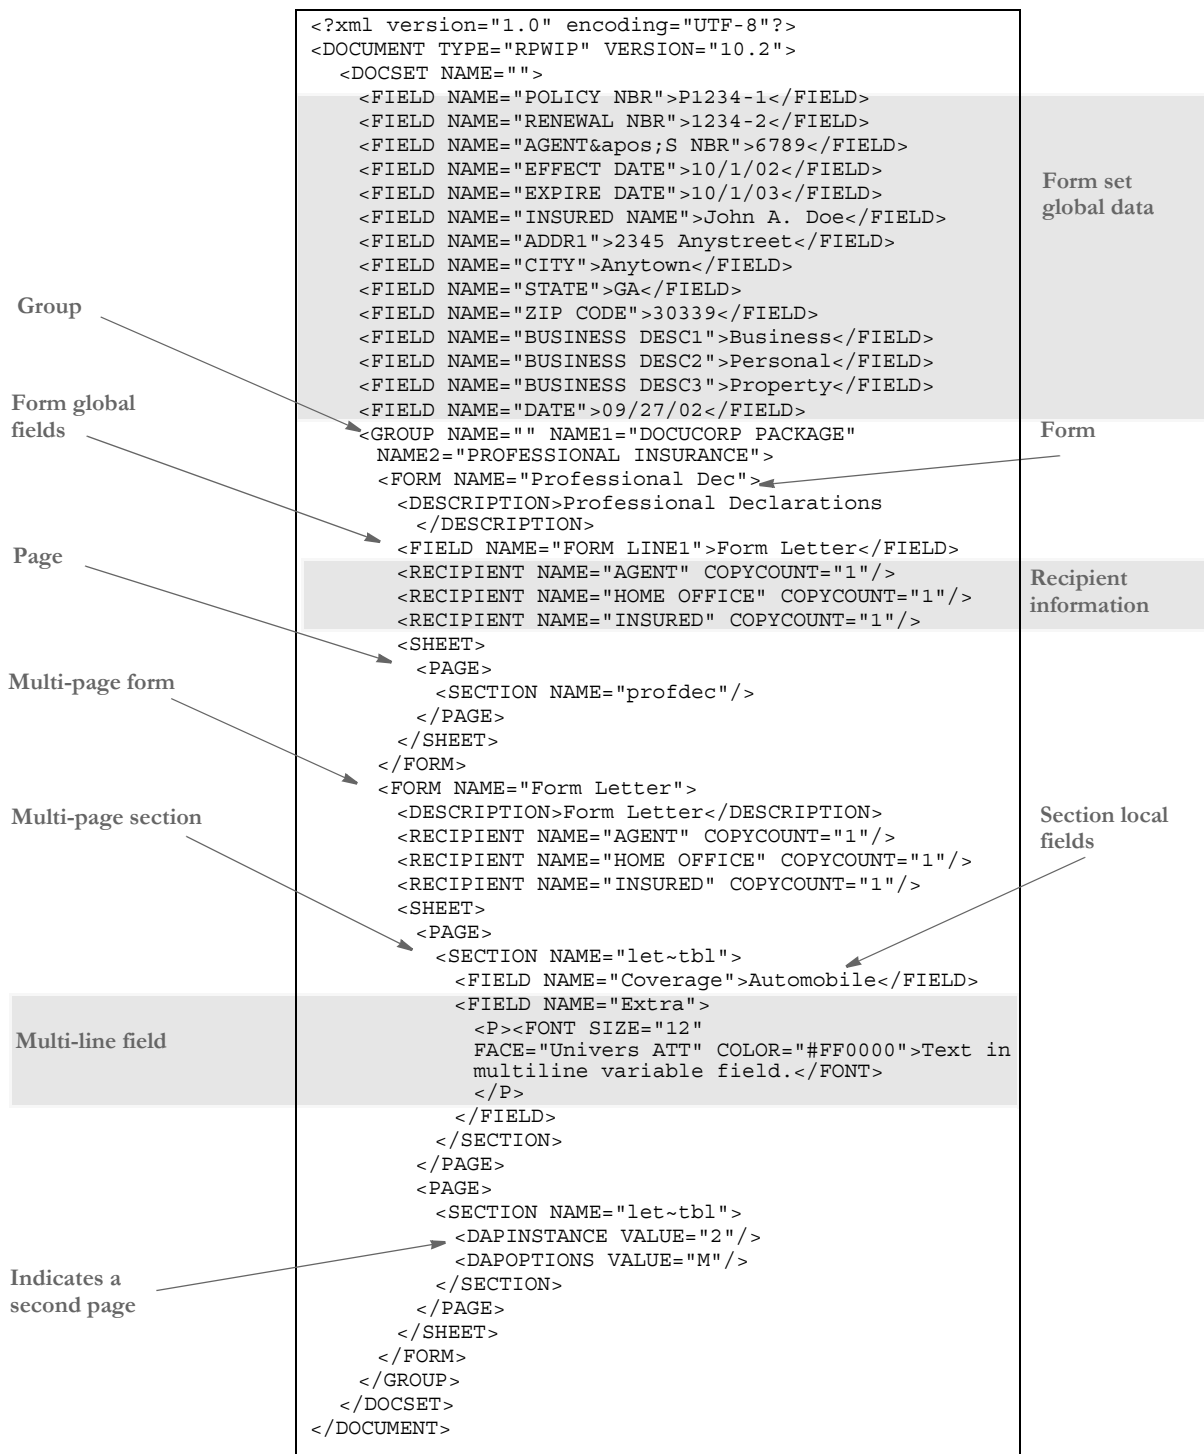 <?xml version="1.0" encoding="UTF-8"?>
<DOCUMENT TYPE="RPWIP" VERSION="10.2">
<DOCSET NAME="">
<FIELD NAME="POLICY NBR">P1234-1</FIELD>
<FIELD NAME="RENEWAL NBR">1234-2</FIELD>
<FIELD NAME="AGENT&apos;S NBR">6789</FIELD>
<FIELD NAME="EFFECT DATE">10/1/02</FIELD>
<FIELD NAME="EXPIRE DATE">10/1/03</FIELD>
<FIELD NAME="INSURED NAME">John A. Doe</FIELD>
<FIELD NAME="ADDR1">2345 Anystreet</FIELD>
<FIELD NAME="CITY">Anytown</FIELD>
<FIELD NAME="STATE">GA</FIELD>
<FIELD NAME="ZIP CODE">30339</FIELD>
<FIELD NAME="BUSINESS DESC1">Business</FIELD>
<FIELD NAME="BUSINESS DESC2">Personal</FIELD>
<FIELD NAME="BUSINESS DESC3">Property</FIELD>
<FIELD NAME="DATE">09/27/02</FIELD>
<GROUP NAME="" NAME1="DOCUCORP PACKAGE"
NAME2="PROFESSIONAL INSURANCE">
<FORM NAME="Professional Dec">
<DESCRIPTION>Professional Declarations
</DESCRIPTION>
<FIELD NAME="FORM LINE1">Form Letter</FIELD>
<RECIPIENT NAME="AGENT" COPYCOUNT="1"/>
<RECIPIENT NAME="HOME OFFICE" COPYCOUNT="1"/>
<RECIPIENT NAME="INSURED" COPYCOUNT="1"/>
<SHEET>
<PAGE>
<SECTION NAME="profdec"/>
</PAGE>
</SHEET>
</FORM>
<FORM NAME="Form Letter">
<DESCRIPTION>Form Letter</DESCRIPTION>
<RECIPIENT NAME="AGENT" COPYCOUNT="1"/>
<RECIPIENT NAME="HOME OFFICE" COPYCOUNT="1"/>
<RECIPIENT NAME="INSURED" COPYCOUNT="1"/>
<SHEET>
<PAGE>
<SECTION NAME="let~tbl">
<FIELD NAME="Coverage">Automobile</FIELD>
<FIELD NAME="Extra">
<P><FONT SIZE="12"
FACE="Univers ATT" COLOR="#FF0000">Text in
multiline variable field.</FONT>
</P>
</FIELD>
</SECTION>
</PAGE>
<PAGE>
<SECTION NAME="let~tbl">
<DAPINSTANCE VALUE="2"/>
<DAPOPTIONS VALUE="M"/>
</SECTION>
</PAGE>
</SHEET>
</FORM>
</GROUP>
</DOCSET>
</DOCUMENT>
Group
Form global
fields
Page
Multi-page form
Multi-page section
Multi-line field
Indicates a
second page
Form set
global data
Form
Recipient
information
Section local
fields